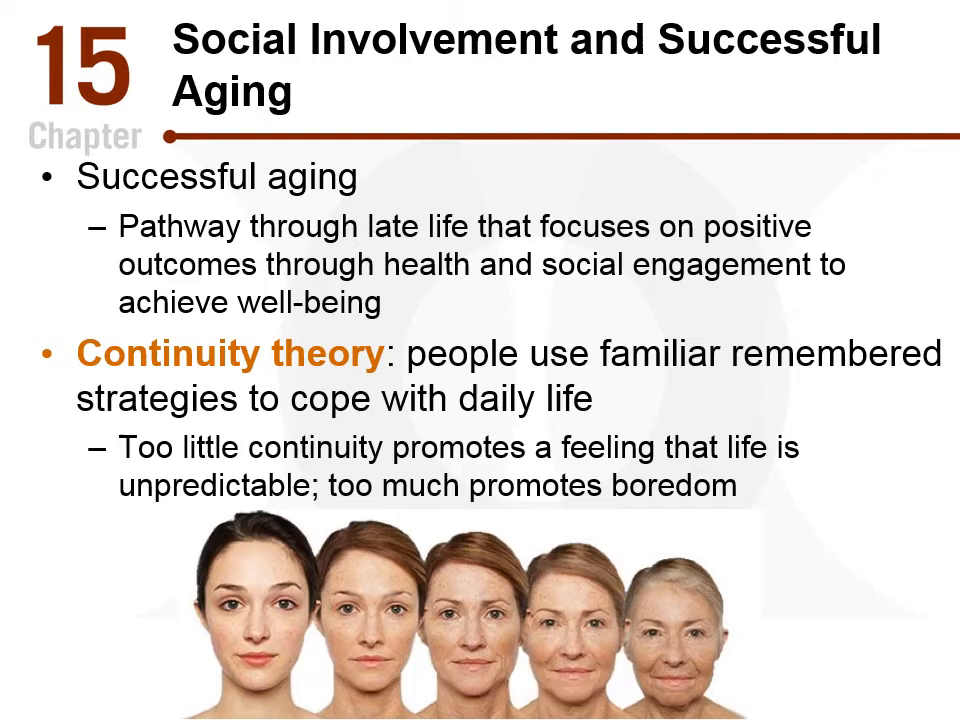 15
Chapter
Social Involvement and Successful
Aging
• Successful aging
– Pathway through late life that focuses on positive
outcomes through health and social engagement to
achieve well-being
• Continuity theory: people use familiar remembered
strategies to cope with daily life
– Too little continuity promotes a feeling that life is
unpredictable; too much promotes boredom